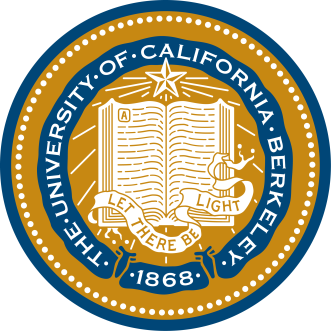 ·THE·UNIVERSITY·OF·CALIFORNIA·BERKELEY·
A
LET THERE BE LIGHT
·1868·